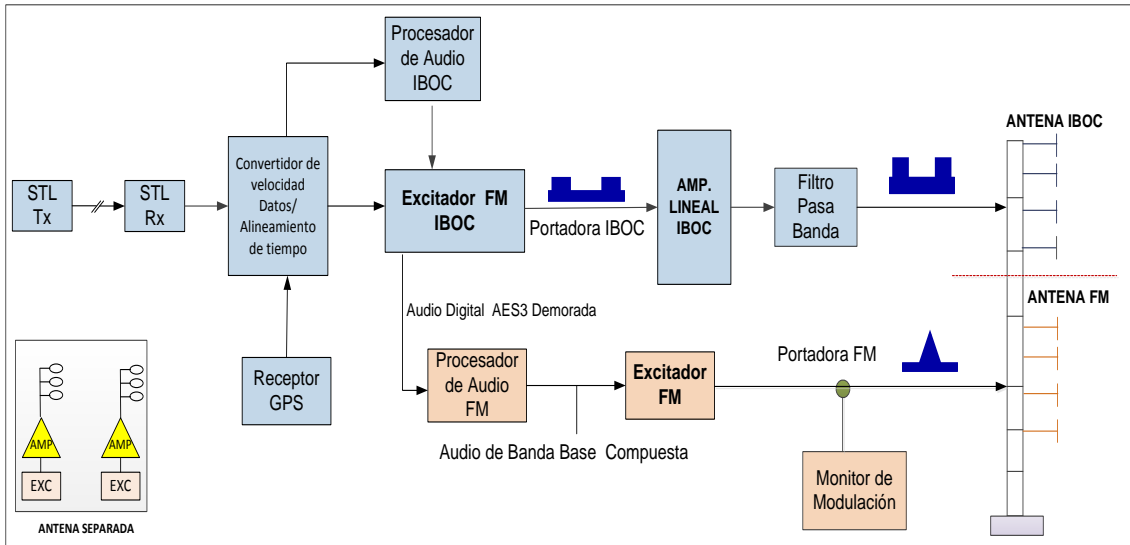 Procesador
de Audio
IBOC
ANTENA IBOC
STL
Tx
STL
Rx
Convertidor de
velocidad
Datos/
Alineamiento
de tiempo
Excitador FM
IBOC
Portadora IBOC
AMP.
LINEAL
IBOC
Filtro
Pasa
Banda
ANTENA FM
Audio Digital AES3 Demorada
Receptor
GPS
Procesador
de Audio
FM
Excitador
FM
Portadora FM
Audio de Banda Base Compuesta
Monitor de
Modulación
AMP
AMP
EXC
EXC
ANTENA SEPARADA